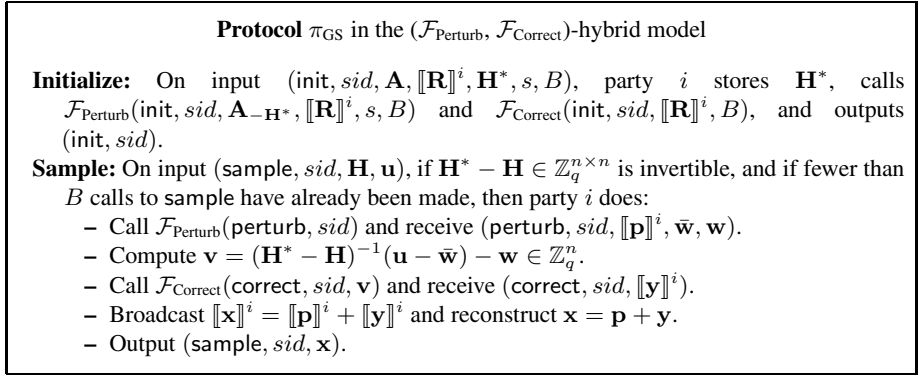 Protocol π_GS in the (F_Perturb, F_Correct)-hybrid model
Initialize: On input (init, sid, A, ⟦R⟧^i, H*, s, B), party i stores H*, calls
F_Perturb(init, sid, A_{−H*}, ⟦R⟧^i, s, B) and F_Correct(init, sid, ⟦R⟧^i, B), and outputs
(init, sid).
Sample: On input (sample, sid, H, u), if H* − H ∈ ℤ_q^{n×n} is invertible, and if fewer than
B calls to sample have already been made, then party i does:
– Call F_Perturb(perturb, sid) and receive (perturb, sid, ⟦p⟧^i, w̄, w).
– Compute v = (H* − H)^{−1}(u − w̄) − w ∈ ℤ_q^n.
– Call F_Correct(correct, sid, v) and receive (correct, sid, ⟦y⟧^i).
– Broadcast ⟦x⟧^i = ⟦p⟧^i + ⟦y⟧^i and reconstruct x = p + y.
– Output (sample, sid, x).